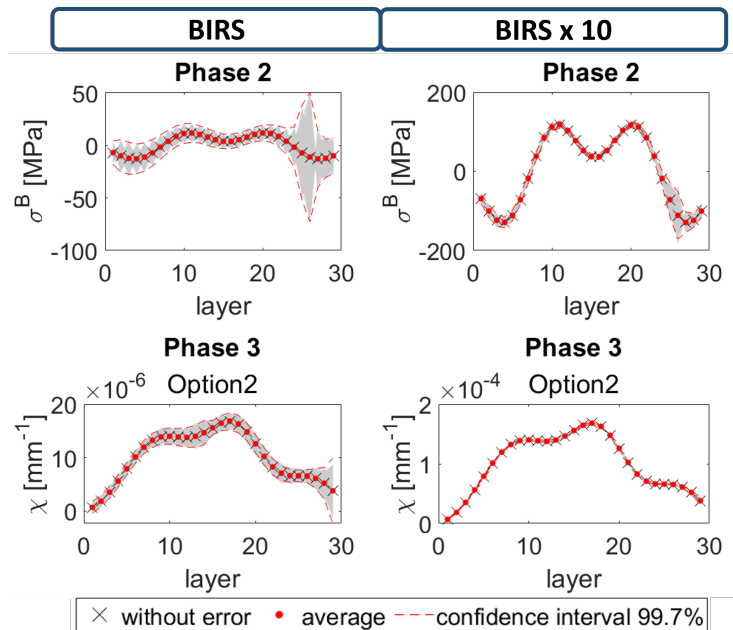 BIRS
BIRS x 10
Phase 2
Phase 2
50
0
-50
-100
σᴮ [MPa]
0 10 20 30
layer
200
0
-200
σᴮ [MPa]
0 10 20 30
layer
Phase 3
Phase 3
×10⁻⁶ Option2
20
10
0
χ [mm⁻¹]
0 10 20 30
layer
×10⁻⁴ Option2
2
1
0
χ [mm⁻¹]
0 10 20 30
layer
without error average confidence interval 99.7%